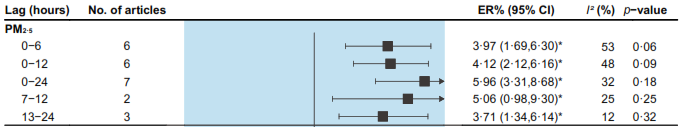 Lag (hours) No. of articles ER% (95% CI) I² (%) p−value
PM2·5
0−6 6 3·97 (1·69,6·30)* 53 0·06
0−12 6 4·12 (2·12,6·16)* 48 0·09
0−24 7 5·96 (3·31,8·68)* 32 0·18
7−12 2 5·06 (0·98,9·30)* 25 0·25
13−24 3 3·71 (1·34,6·14)* 12 0·32